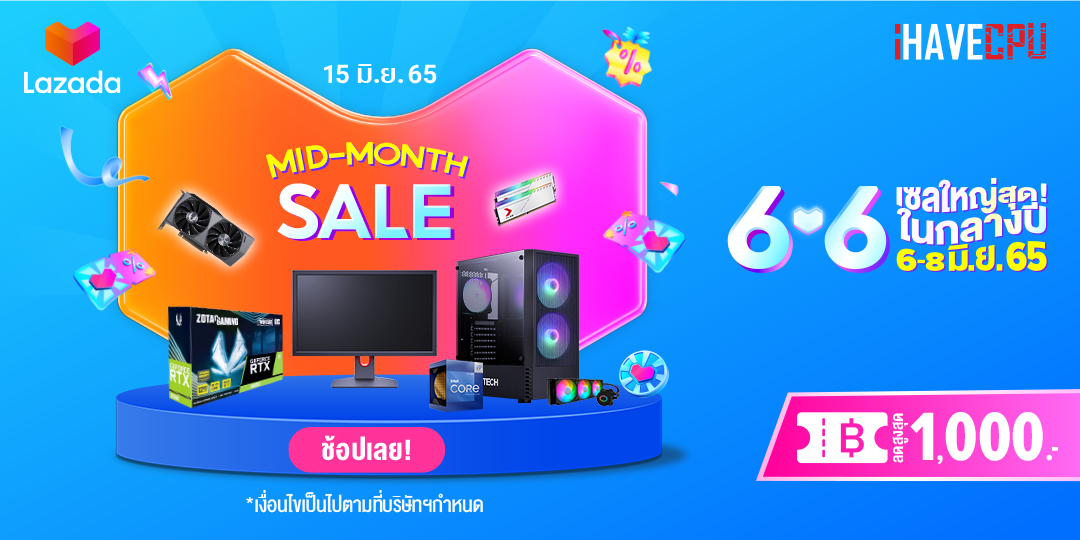 Lazada
iHAVECPU
15 มิ.ย. 65
MID-MONTH
SALE
6 6
เซลใหญ่สุด!
ในกลางปี
6-8 มิ.ย. 65
ZOTAC GAMING
GEFORCE
RTX
GEFORCE
RTX
intel
CORE
i9
TECH
ช้อปเลย!
ลดสูงสุด
฿
1,000.-
*เงื่อนไขเป็นไปตามที่บริษัทฯกำหนด